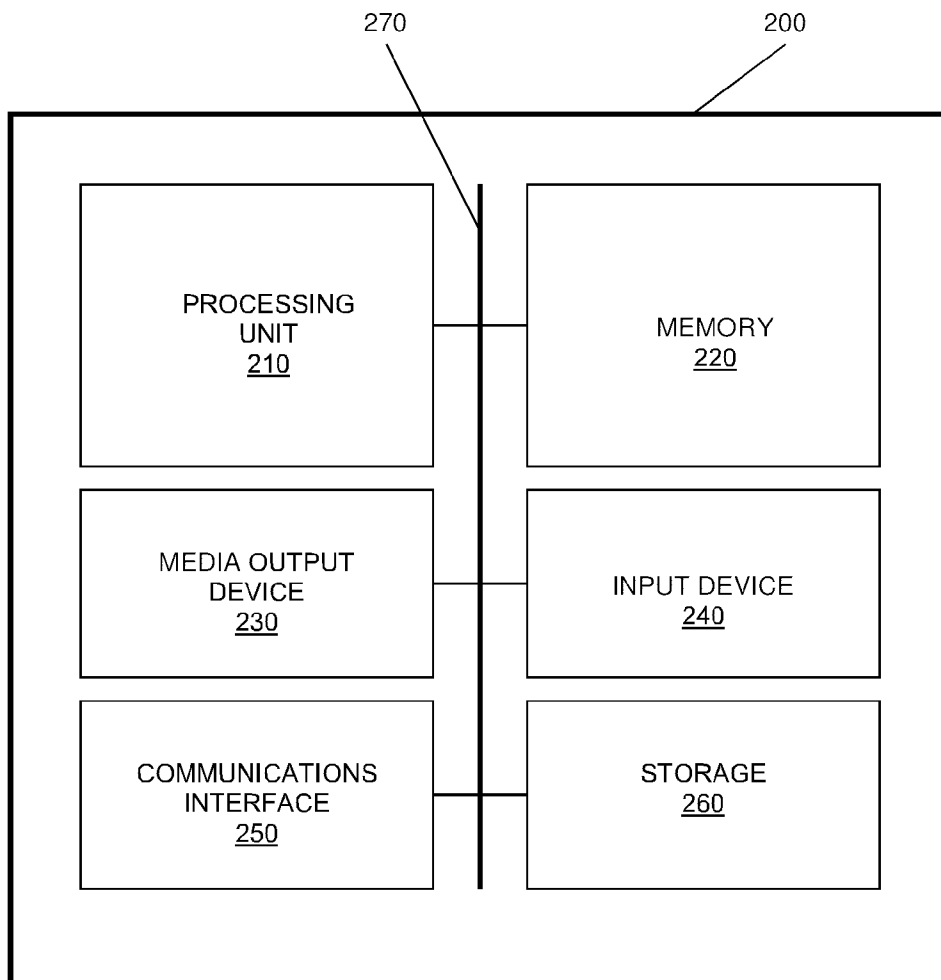 270
200
PROCESSING
UNIT
210
MEMORY
220
MEDIA OUTPUT
DEVICE
230
INPUT DEVICE
240
COMMUNICATIONS
INTERFACE
250
STORAGE
260